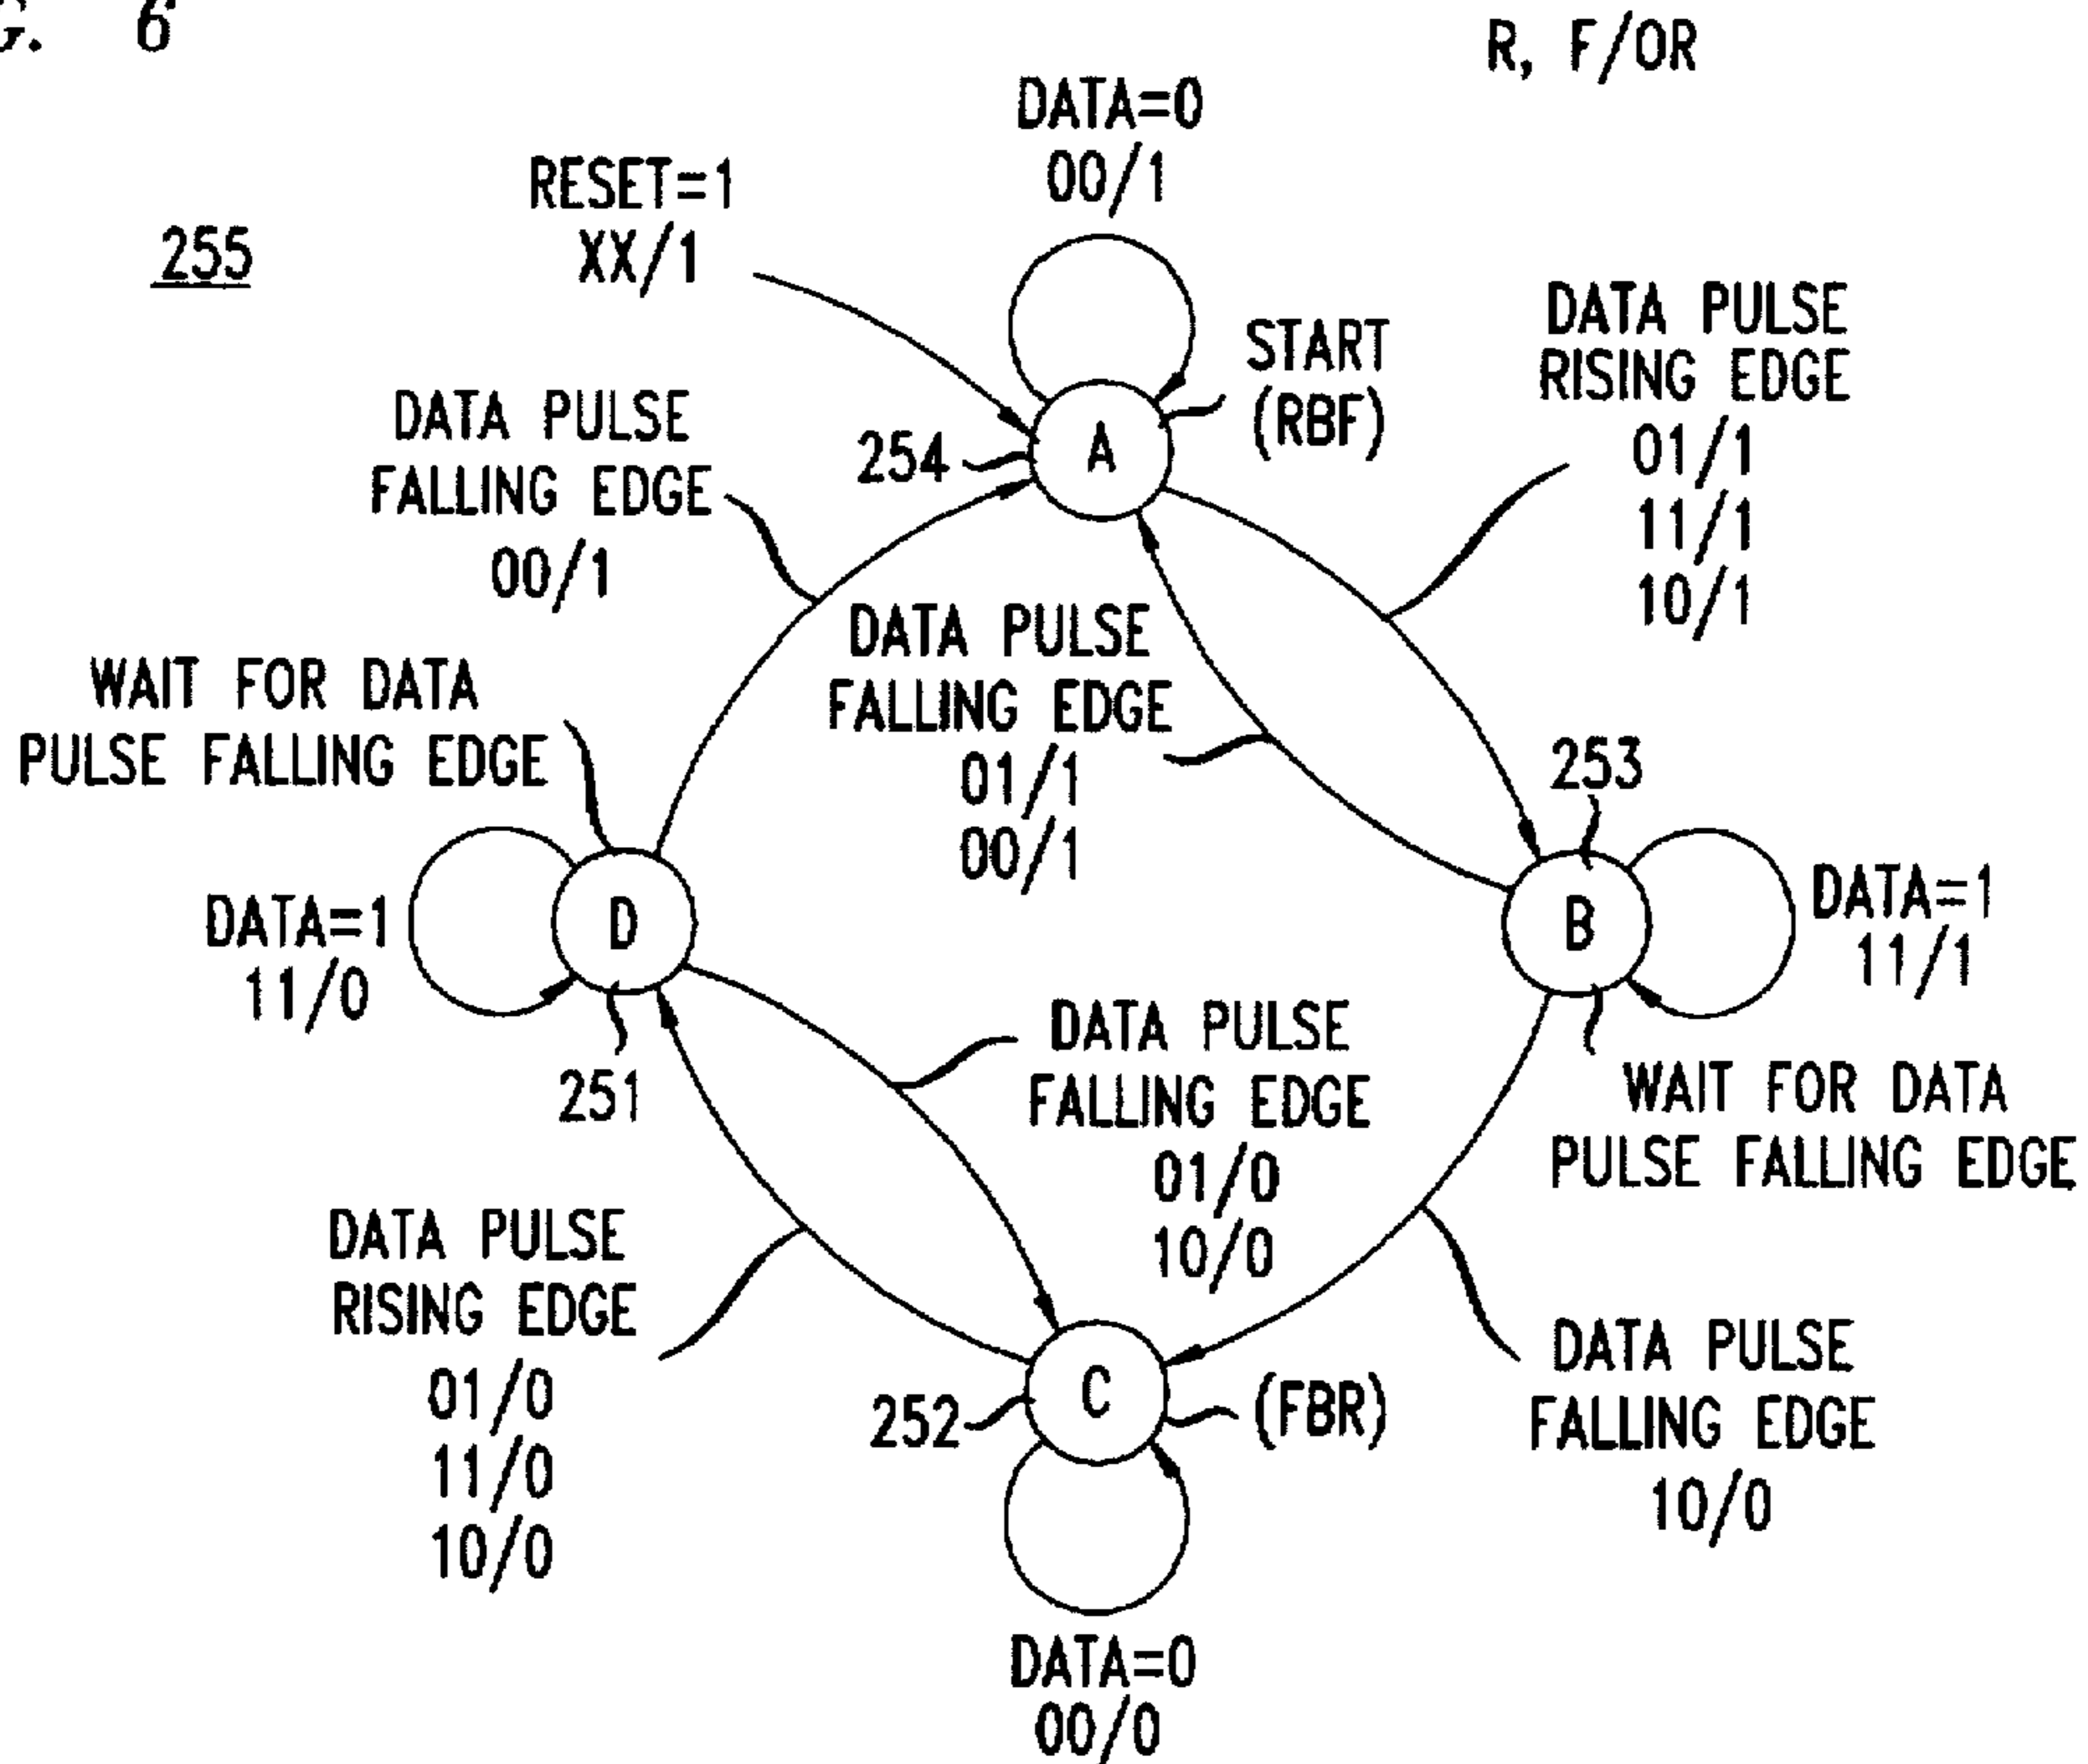 G. 6
R, F/OR
DATA=0
00/1
RESET=1
XX/1
255
START
(RBF)
DATA PULSE
RISING EDGE
01/1
11/1
10/1
DATA PULSE
FALLING EDGE
00/1
254
A
DATA PULSE
FALLING EDGE
01/1
00/1
WAIT FOR DATA
PULSE FALLING EDGE
253
DATA=1
11/0
D
B
DATA=1
11/1
251
DATA PULSE
FALLING EDGE
01/0
10/0
WAIT FOR DATA
PULSE FALLING EDGE
DATA PULSE
RISING EDGE
01/0
11/0
10/0
252
C
(FBR)
DATA PULSE
FALLING EDGE
10/0
DATA=0
00/0